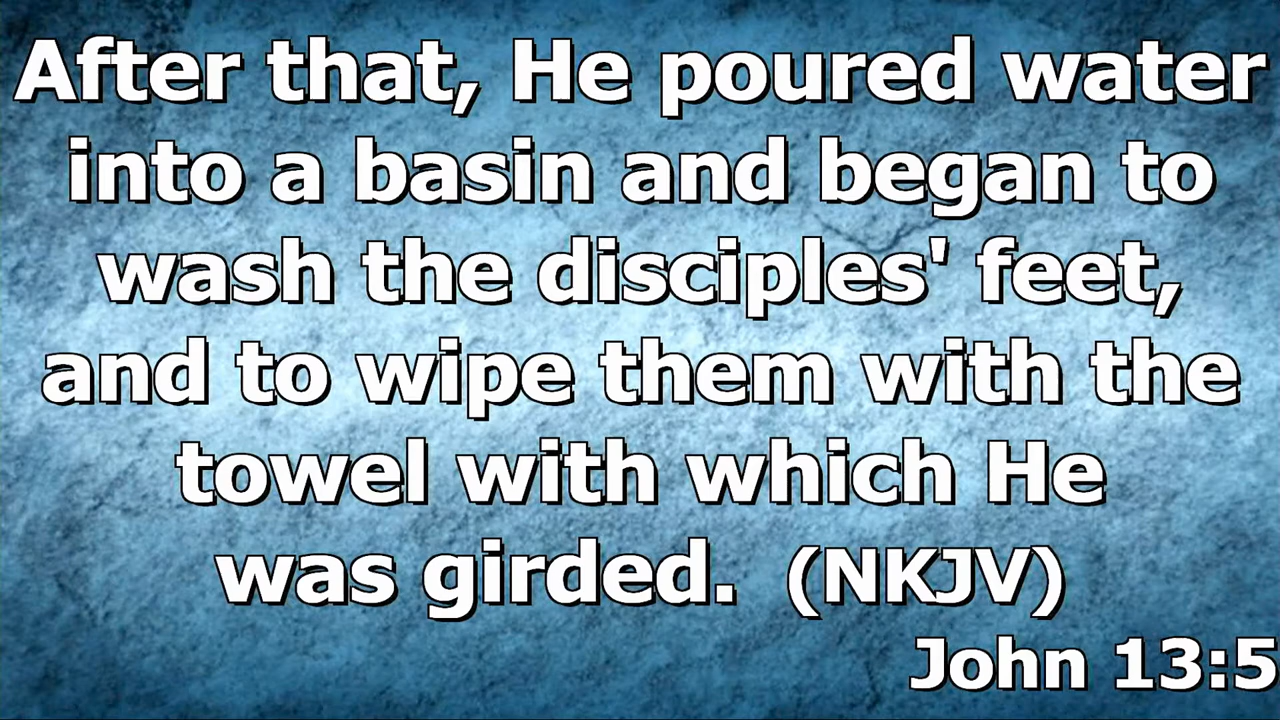 After that, He poured water
into a basin and began to
wash the disciples' feet,
and to wipe them with the
towel with which He
was girded.  (NKJV)
John 13:5